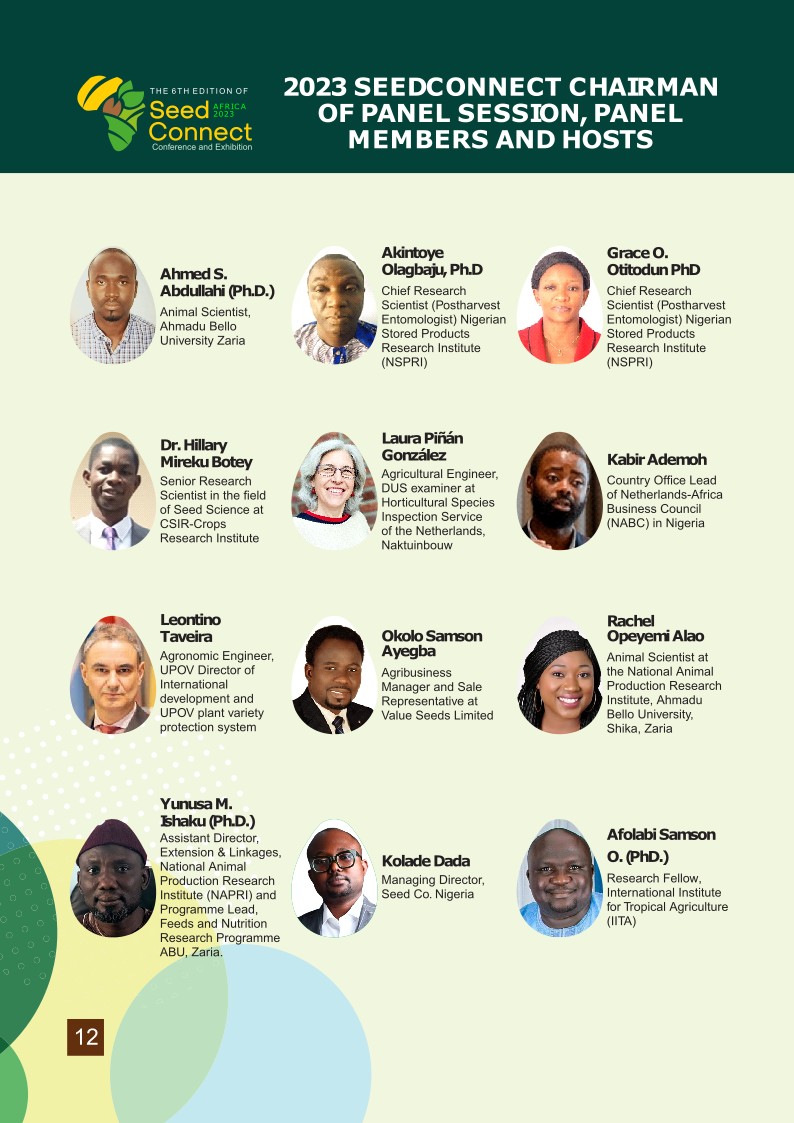 THE 6TH EDITION OF
Seed AFRICA
2023
Connect
Conference and Exhibition
2023 SEEDCONNECT CHAIRMAN
OF PANEL SESSION, PANEL
MEMBERS AND HOSTS
Ahmed S.
Abdullahi (Ph.D.)
Animal Scientist,
Ahmadu Bello
University Zaria
Akintoye
Olagbaju, Ph.D
Chief Research
Scientist (Postharvest
Entomologist) Nigerian
Stored Products
Research Institute
(NSPRI)
Grace O.
Otitodun PhD
Chief Research
Scientist (Postharvest
Entomologist) Nigerian
Stored Products
Research Institute
(NSPRI)
Dr. Hillary
Mireku Botey
Senior Research
Scientist in the field
of Seed Science at
CSIR-Crops
Research Institute
Laura Piñán
González
Agricultural Engineer,
DUS examiner at
Horticultural Species
Inspection Service
of the Netherlands,
Naktuinbouw
Kabir Ademoh
Country Office Lead
of Netherlands-Africa
Business Council
(NABC) in Nigeria
Leontino
Taveira
Agronomic Engineer,
UPOV Director of
International
development and
UPOV plant variety
protection system
Okolo Samson
Ayegba
Agribusiness
Manager and Sale
Representative at
Value Seeds Limited
Rachel
Opeyemi Alao
Animal Scientist at
the National Animal
Production Research
Institute, Ahmadu
Bello University,
Shika, Zaria
Yunusa M.
Ishaku (Ph.D.)
Assistant Director,
Extension & Linkages,
National Animal
Production Research
Institute (NAPRI) and
Programme Lead,
Feeds and Nutrition
Research Programme
ABU, Zaria.
Kolade Dada
Managing Director,
Seed Co. Nigeria
Afolabi Samson
O. (PhD.)
Research Fellow,
International Institute
for Tropical Agriculture
(IITA)
12